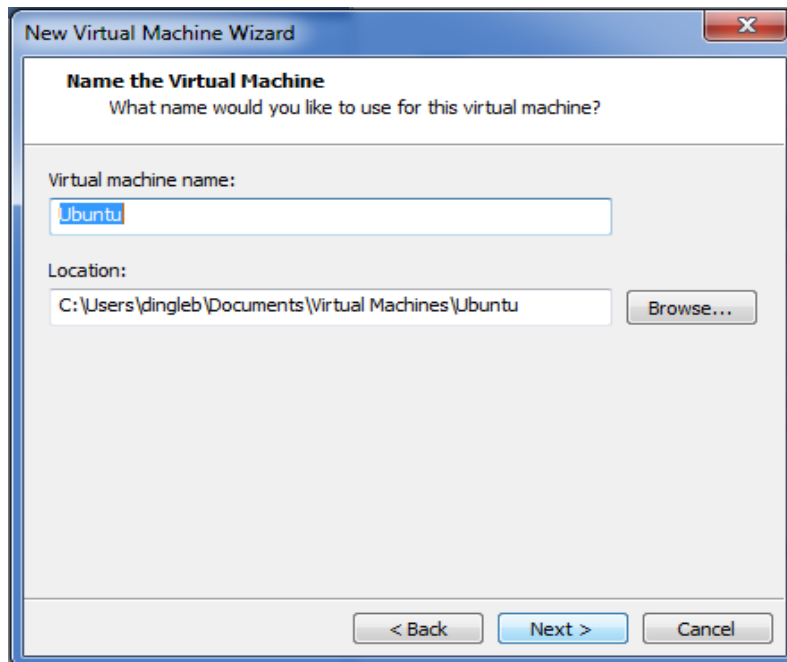 New Virtual Machine Wizard
Name the Virtual Machine
What name would you like to use for this virtual machine?
Virtual machine name:
Ubuntu
Location:
C:\Users\dingleb\Documents\Virtual Machines\Ubuntu
Browse...
< Back Next > Cancel